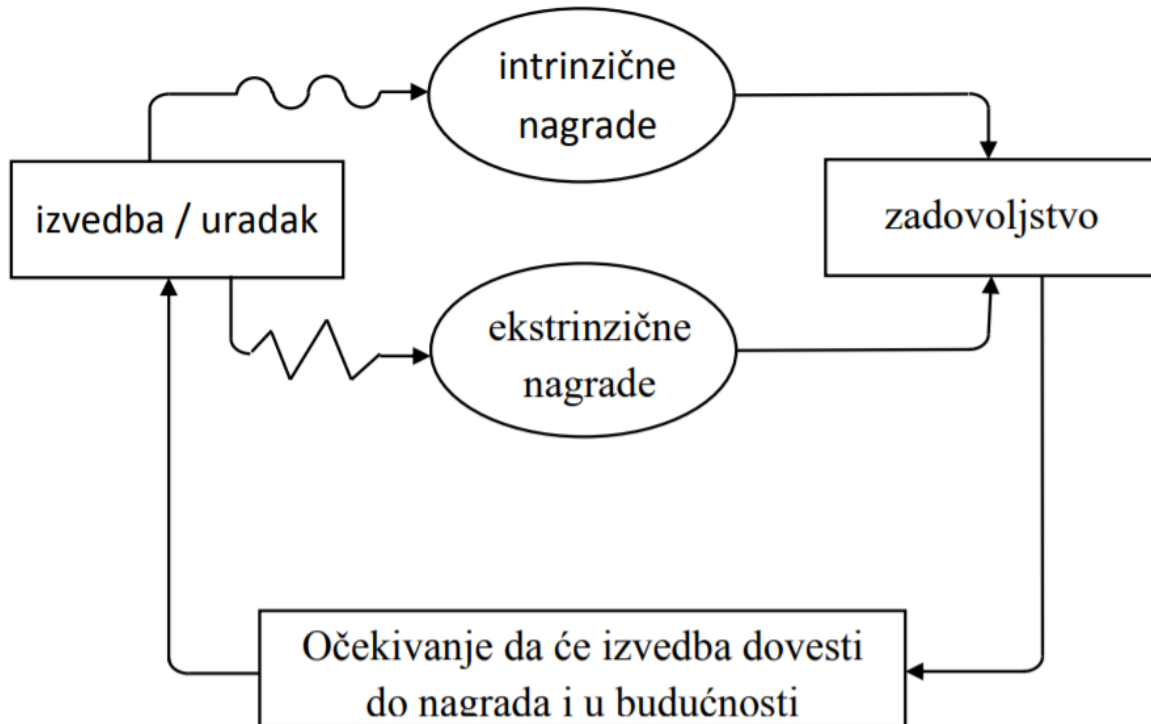 intrinzične
nagrade
izvedba / uradak
zadovoljstvo
ekstrinzične
nagrade
Očekivanje da će izvedba dovesti
do nagrada i u budućnosti